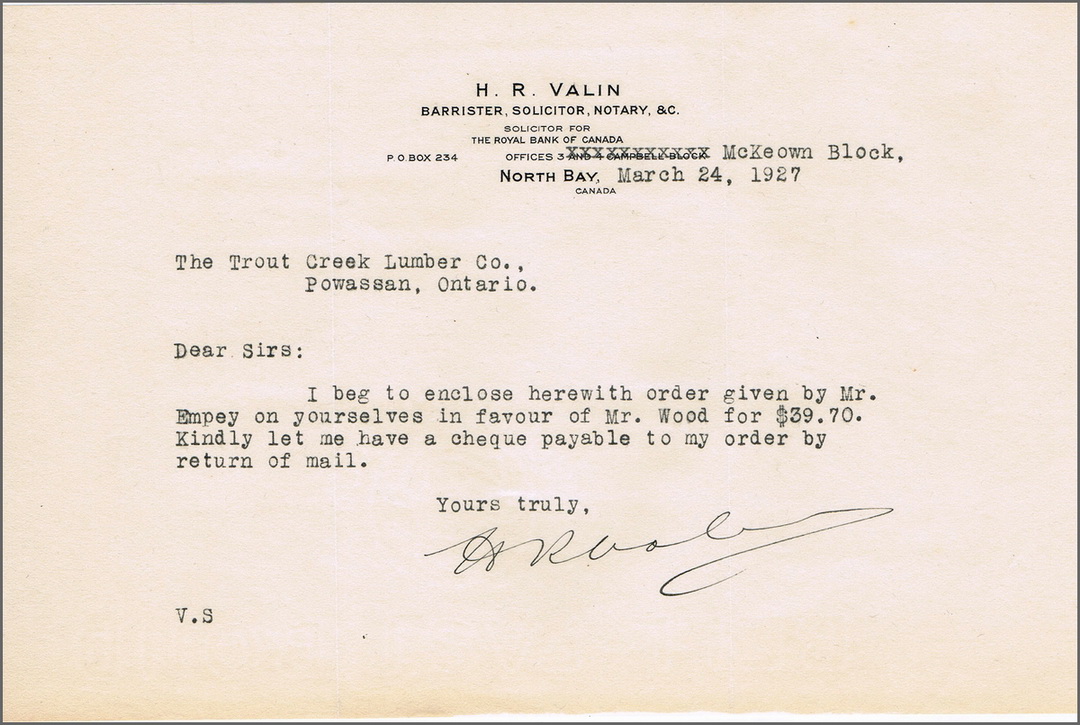 H. R. VALIN
BARRISTER, SOLICITOR, NOTARY, &C.
SOLICITOR FOR
THE ROYAL BANK OF CANADA
P.O. BOX 234 OFFICES 3 AND 4 CAMPBELL BLOCK McKeown Block,
NORTH BAY, March 24, 1927
CANADA
The Trout Creek Lumber Co.,
Powassan, Ontario.
Dear Sirs:
I beg to enclose herewith order given by Mr.
Empey on yourselves in favour of Mr. Wood for $39.70.
Kindly let me have a cheque payable to my order by
return of mail.
Yours truly,
H R Valin
V.S